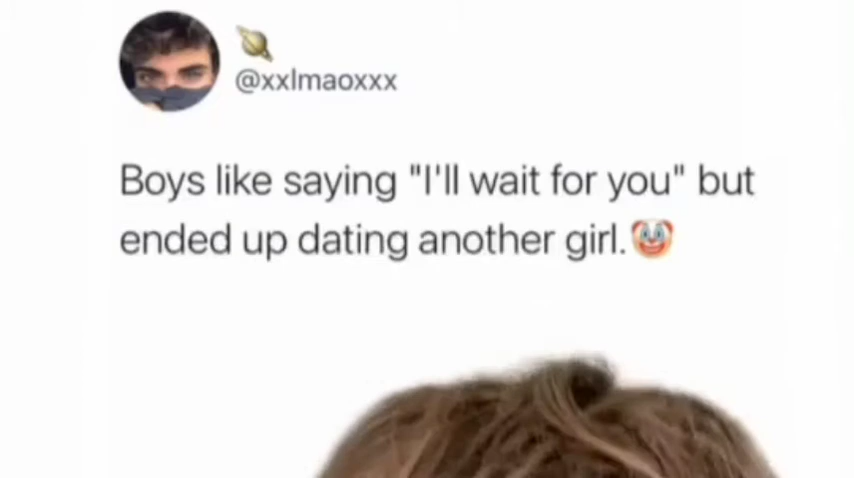 🪐
@xxlmaoxxx
Boys like saying "I'll wait for you" but
ended up dating another girl.🤡